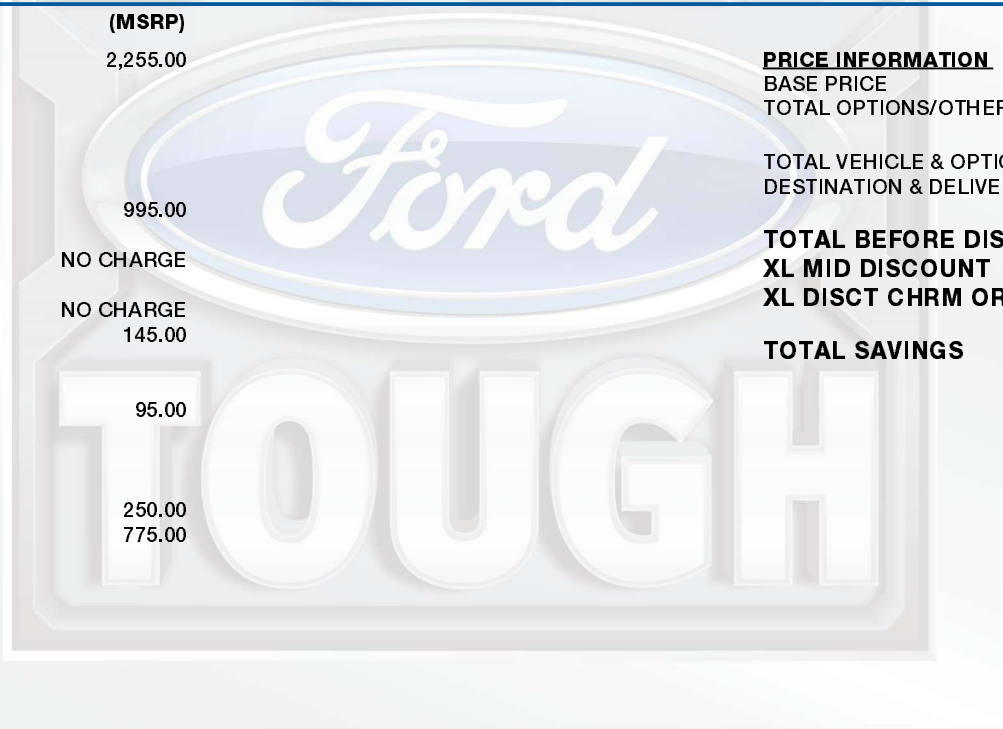 (MSRP)
2,255.00
995.00
NO CHARGE
NO CHARGE
145.00
95.00
250.00
775.00
Ford
TOUGH
PRICE INFORMATION
BASE PRICE
TOTAL OPTIONS/OTHER
TOTAL VEHICLE & OPTIO
DESTINATION & DELIVE
TOTAL BEFORE DIS
XL MID DISCOUNT
XL DISCT CHRM OR
TOTAL SAVINGS